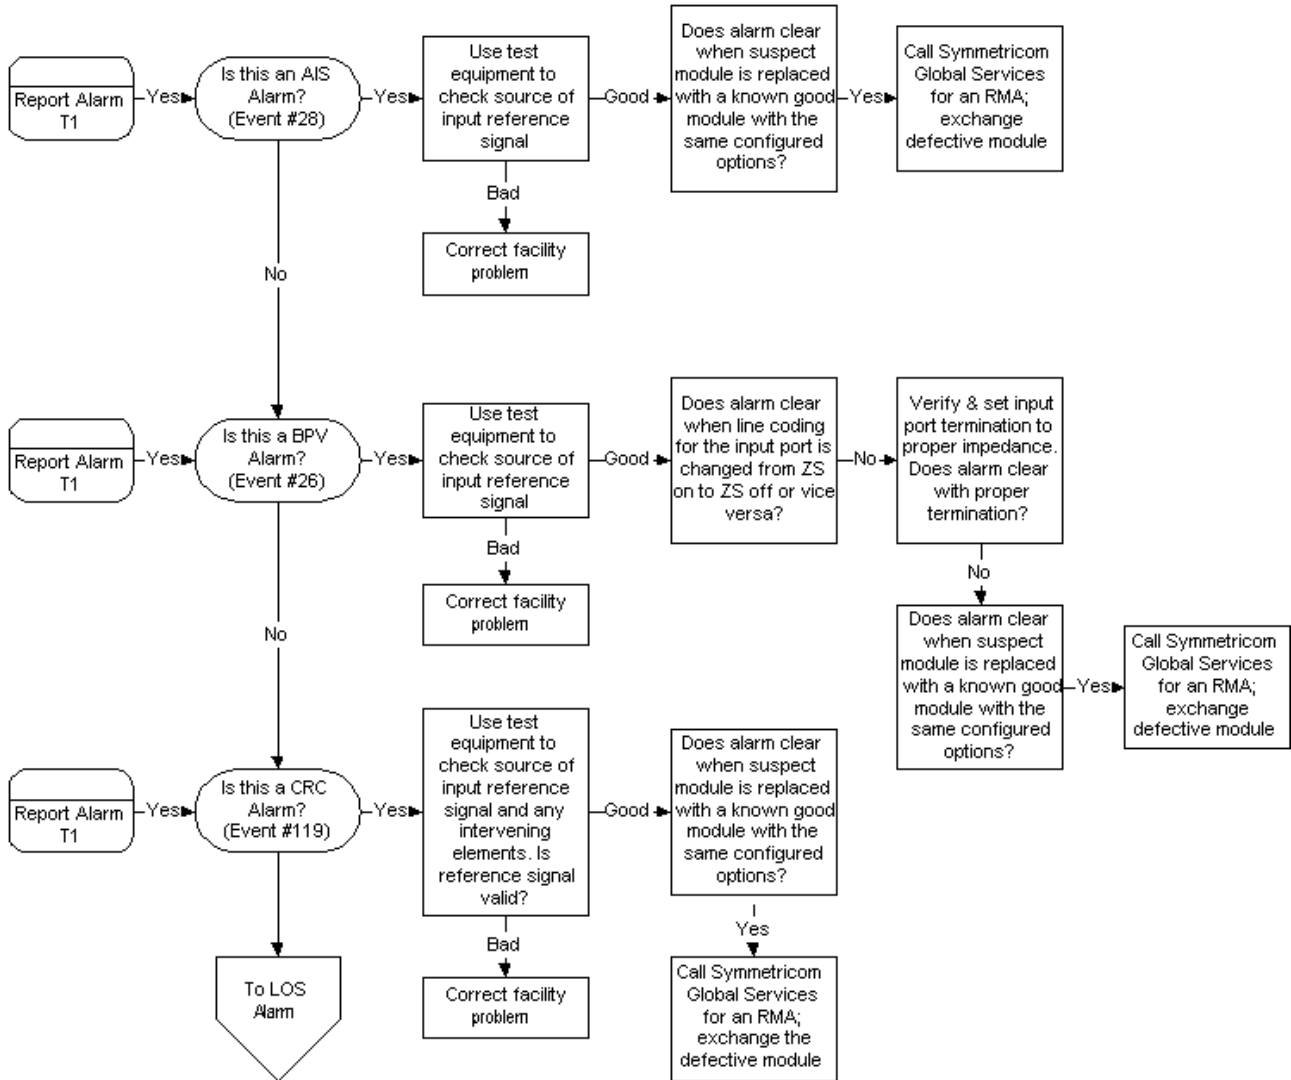 Report Alarm
T1
Yes
Is this an AIS
Alarm?
(Event #28)
Yes
Use test
equipment to
check source of
input reference
signal
Good
Does alarm clear
when suspect
module is replaced
with a known good
module with the
same configured
options?
Yes
Call Symmetricom
Global Services
for an RMA;
exchange
defective module
Bad
Correct facility
problem
No
Report Alarm
T1
Yes
Is this a BPV
Alarm?
(Event #26)
Yes
Use test
equipment to
check source of
input reference
signal
Good
Does alarm clear
when line coding
for the input port is
changed from ZS
on to ZS off or vice
versa?
No
Verify & set input
port termination to
proper impedance.
Does alarm clear
with proper
termination?
Bad
Correct facility
problem
No
Does alarm clear
when suspect
module is replaced
with a known good
module with the
same configured
options?
Yes
Call Symmetricom
Global Services
for an RMA;
exchange
defective module
No
Report Alarm
T1
Yes
Is this a CRC
Alarm?
(Event #119)
Yes
Use test
equipment to
check source of
input reference
signal and any
intervening
elements. Is
reference signal
valid?
Good
Does alarm clear
when suspect
module is replaced
with a known good
module with the
same configured
options?
Bad
Correct facility
problem
Yes
Call Symmetricom
Global Services
for an RMA;
exchange the
defective module
To LOS
Alarm